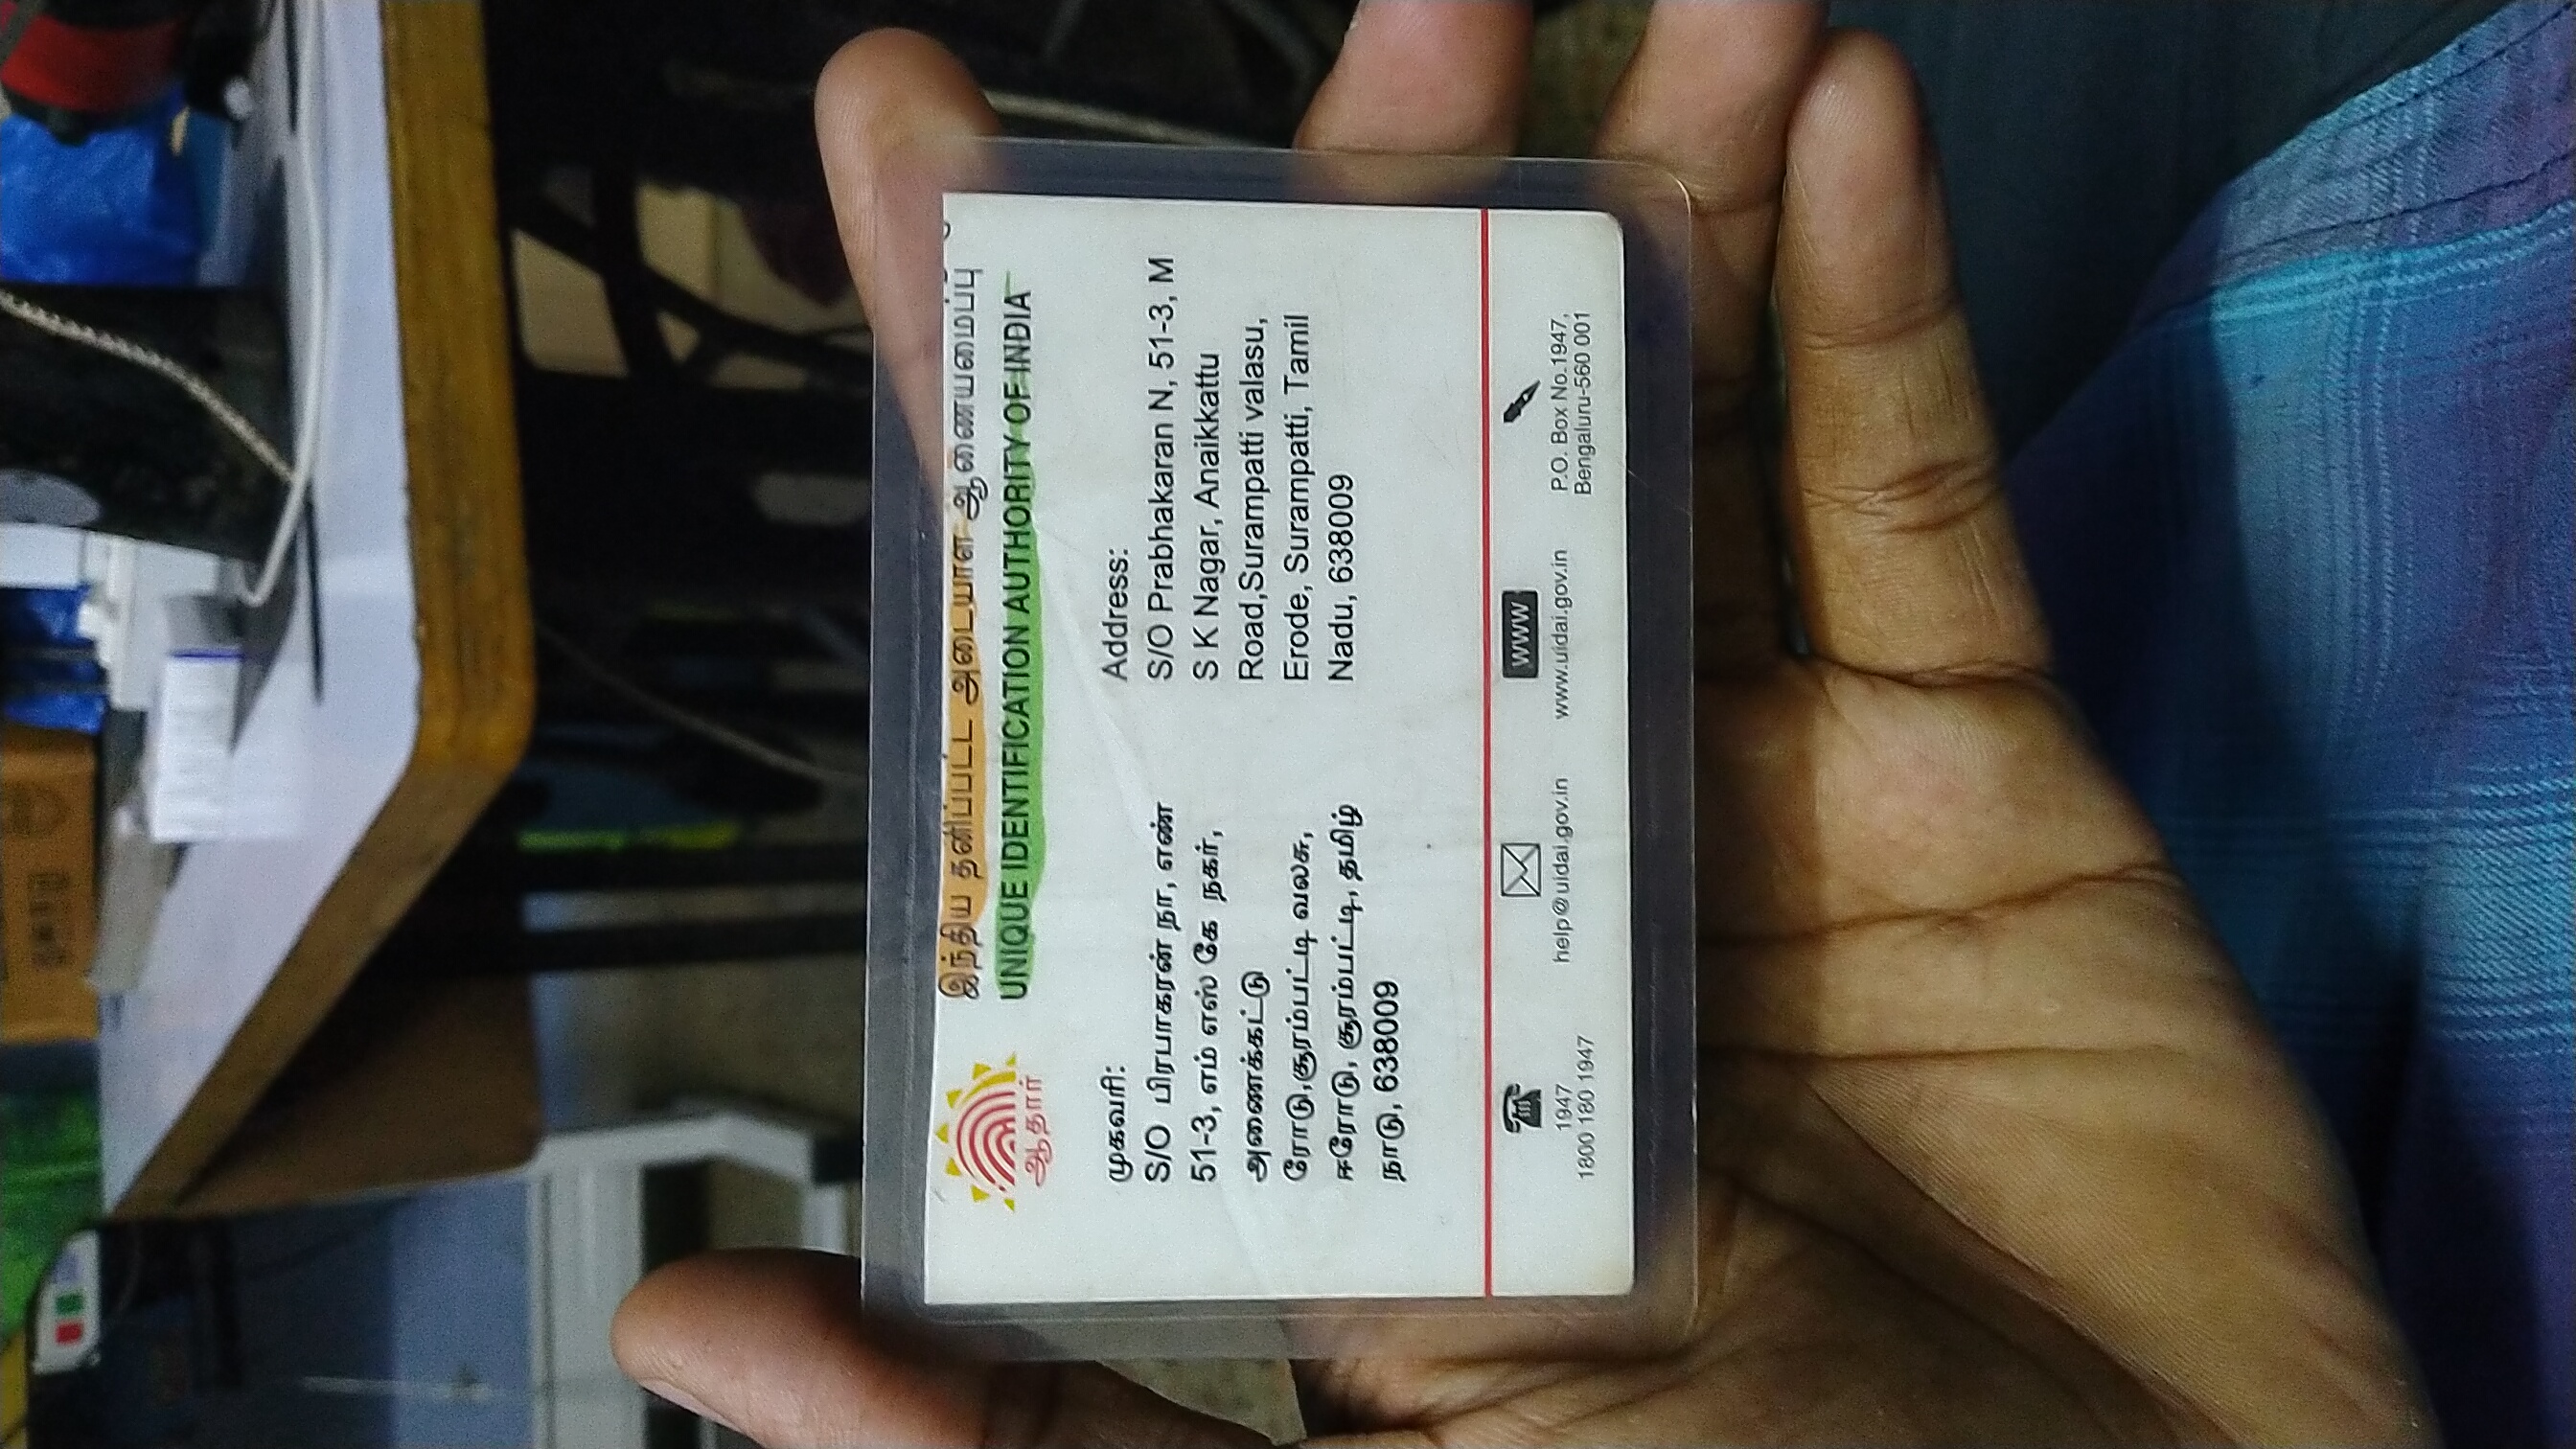 இந்திய தனிப்பட்ட அடையாள ஆணையமைப்பு
UNIQUE IDENTIFICATION AUTHORITY OF INDIA
ஆதார்
முகவரி:
S/O பிரபாகரன் நா, எண்
51-3, எம் எஸ் கே நகர்,
அணைக்கட்டு
ரோடு,சூரம்பட்டி வலசு,
ஈரோடு, சூரம்பட்டி, தமிழ்
நாடு, 638009
Address:
S/O Prabhakaran N, 51-3, M
S K Nagar, Anaikkattu
Road,Surampatti valasu,
Erode, Surampatti, Tamil
Nadu, 638009
1947
1800 180 1947
help@uidai.gov.in
WWW
www.uidai.gov.in
P.O. Box No.1947,
Bengaluru-560 001